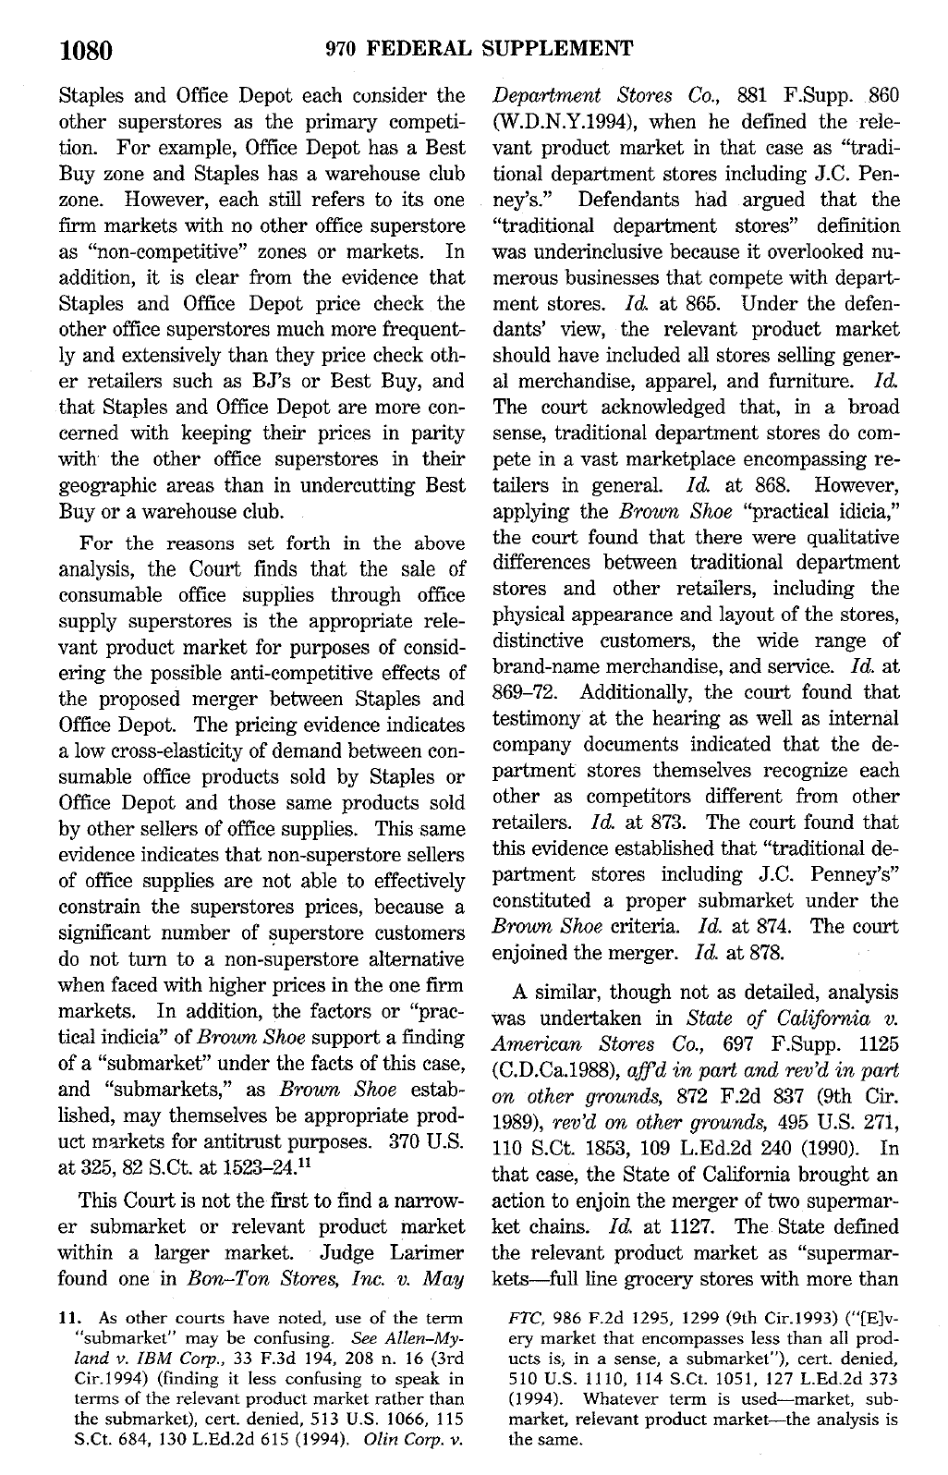 1080
970 FEDERAL SUPPLEMENT
Staples and Office Depot each consider the
other superstores as the primary competi-
tion. For example, Office Depot has a Best
Buy zone and Staples has a warehouse club
zone. However, each still refers to its one
firm markets with no other office superstore
as “non-competitive” zones or markets. In
addition, it is clear from the evidence that
Staples and Office Depot price check the
other office superstores much more frequent-
ly and extensively than they price check oth-
er retailers such as BJ’s or Best Buy, and
that Staples and Office Depot are more con-
cerned with keeping their prices in parity
with the other office superstores in their
geographic areas than in undercutting Best
Buy or a warehouse club.
For the reasons set forth in the above
analysis, the Court finds that the sale of
consumable office supplies through office
supply superstores is the appropriate rele-
vant product market for purposes of consid-
ering the possible anti-competitive effects of
the proposed merger between Staples and
Office Depot. The pricing evidence indicates
a low cross-elasticity of demand between con-
sumable office products sold by Staples or
Office Depot and those same products sold
by other sellers of office supplies. This same
evidence indicates that non-superstore sellers
of office supplies are not able to effectively
constrain the superstores prices, because a
significant number of superstore customers
do not turn to a non-superstore alternative
when faced with higher prices in the one firm
markets. In addition, the factors or “prac-
tical indicia” of Brown Shoe support a finding
of a “submarket” under the facts of this case,
and “submarkets,” as Brown Shoe estab-
lished, may themselves be appropriate prod-
uct markets for antitrust purposes. 370 U.S.
at 325, 82 S.Ct. at 1523–24.11
This Court is not the first to find a narrow-
er submarket or relevant product market
within a larger market. Judge Larimer
found one in Bon–Ton Stores, Inc. v. May
Department Stores Co., 881 F.Supp. 860
(W.D.N.Y.1994), when he defined the rele-
vant product market in that case as “tradi-
tional department stores including J.C. Pen-
ney’s.” Defendants had argued that the
“traditional department stores” definition
was underinclusive because it overlooked nu-
merous businesses that compete with depart-
ment stores. Id. at 865. Under the defen-
dants’ view, the relevant product market
should have included all stores selling gener-
al merchandise, apparel, and furniture. Id.
The court acknowledged that, in a broad
sense, traditional department stores do com-
pete in a vast marketplace encompassing re-
tailers in general. Id. at 868. However,
applying the Brown Shoe “practical idicia,”
the court found that there were qualitative
differences between traditional department
stores and other retailers, including the
physical appearance and layout of the stores,
distinctive customers, the wide range of
brand-name merchandise, and service. Id. at
869–72. Additionally, the court found that
testimony at the hearing as well as internal
company documents indicated that the de-
partment stores themselves recognize each
other as competitors different from other
retailers. Id. at 873. The court found that
this evidence established that “traditional de-
partment stores including J.C. Penney’s”
constituted a proper submarket under the
Brown Shoe criteria. Id. at 874. The court
enjoined the merger. Id. at 878.
A similar, though not as detailed, analysis
was undertaken in State of California v.
American Stores Co., 697 F.Supp. 1125
(C.D.Ca.1988), aff’d in part and rev’d in part
on other grounds, 872 F.2d 837 (9th Cir.
1989), rev’d on other grounds, 495 U.S. 271,
110 S.Ct. 1853, 109 L.Ed.2d 240 (1990). In
that case, the State of California brought an
action to enjoin the merger of two supermar-
ket chains. Id. at 1127. The State defined
the relevant product market as “supermar-
kets—full line grocery stores with more than
11. As other courts have noted, use of the term
“submarket” may be confusing. See Allen–My-
land v. IBM Corp., 33 F.3d 194, 208 n. 16 (3rd
Cir.1994) (finding it less confusing to speak in
terms of the relevant product market rather than
the submarket), cert. denied, 513 U.S. 1066, 115
S.Ct. 684, 130 L.Ed.2d 615 (1994). Olin Corp. v.
FTC, 986 F.2d 1295, 1299 (9th Cir.1993) (“[E]v-
ery market that encompasses less than all prod-
ucts is, in a sense, a submarket”), cert. denied,
510 U.S. 1110, 114 S.Ct. 1051, 127 L.Ed.2d 373
(1994). Whatever term is used—market, sub-
market, relevant product market—the analysis is
the same.